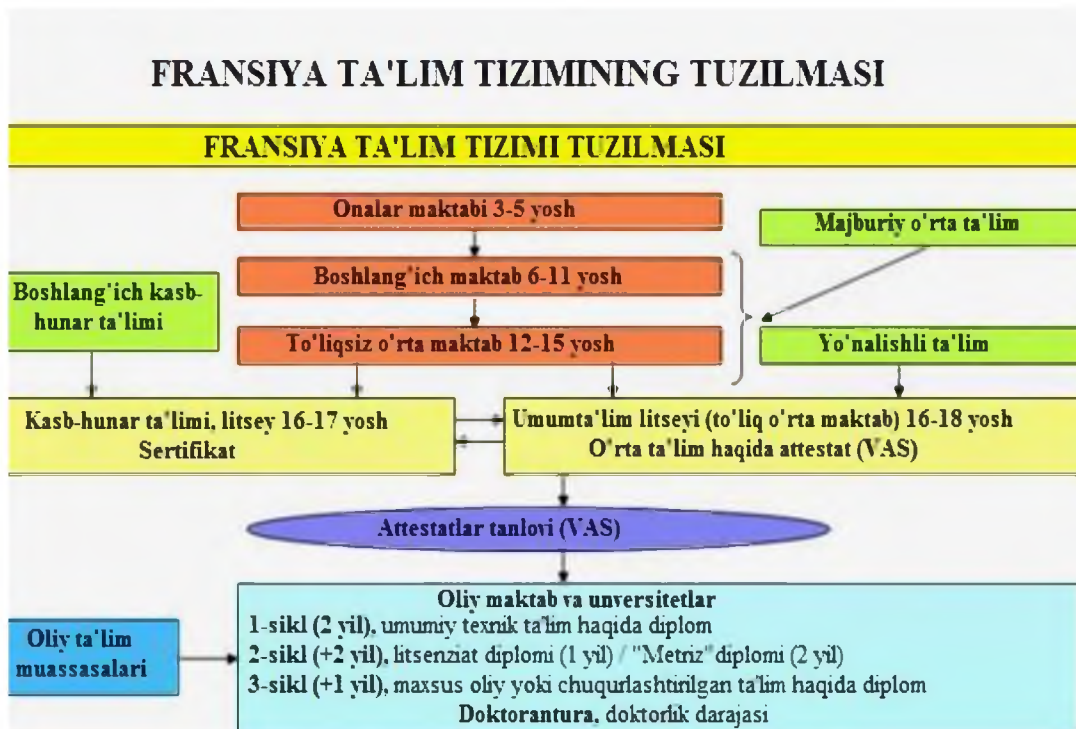 FRANSIYA TA'LIM TIZIMINING TUZILMASI
FRANSIYA TA'LIM TIZIMI TUZILMASI
Onalar maktabi 3-5 yosh
Majburiy o'rta ta'lim
Boshlang'ich maktab 6-11 yosh
Boshlang'ich kasb-
hunar ta'limi
To'liqsiz o'rta maktab 12-15 yosh
Yo'nalishli ta'lim
Kasb-hunar ta'limi, litsey 16-17 yosh
Sertifikat
Umumta'lim litseyi (to'liq o'rta maktab) 16-18 yosh
O'rta ta'lim haqida attestat (VAS)
Attestatlar tanlovi (VAS)
Oliy ta'lim
muassasalari
Oliy maktab va unversitetlar
1-sikl (2 yil), umumiy texnik ta'lim haqida diplom
2-sikl (+2 yil), litsenziat diplomi (1 yil) / "Metriz" diplomi (2 yil)
3-sikl (+1 yil), maxsus oliy yoki chuqurlashtirilgan ta'lim haqida diplom
Doktorantura, doktorlik darajasi